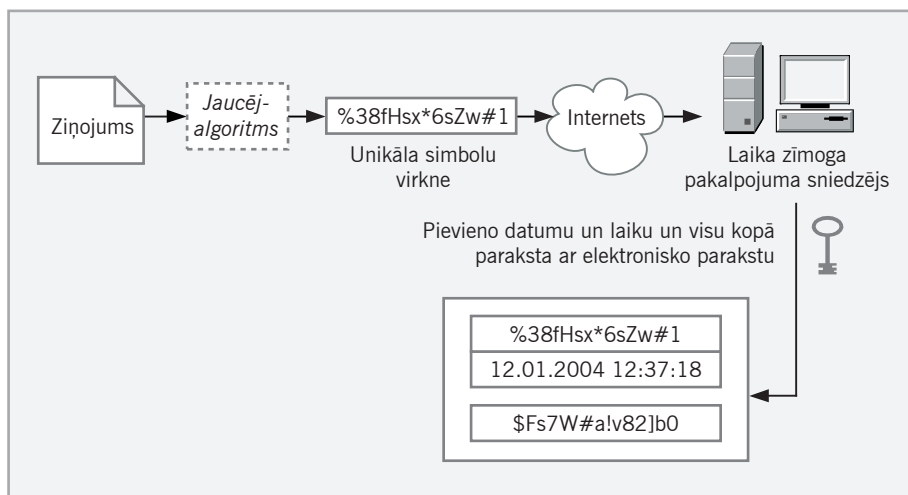 Ziņojums
Jaucēj-
algoritms
%38fHsx*6sZw#1
Unikāla simbolu
virkne
Internets
Laika zīmoga
pakalpojuma sniedzējs
Pievieno datumu un laiku un visu kopā
paraksta ar elektronisko parakstu
%38fHsx*6sZw#1
12.01.2004 12:37:18
$Fs7W#a!v82]b0